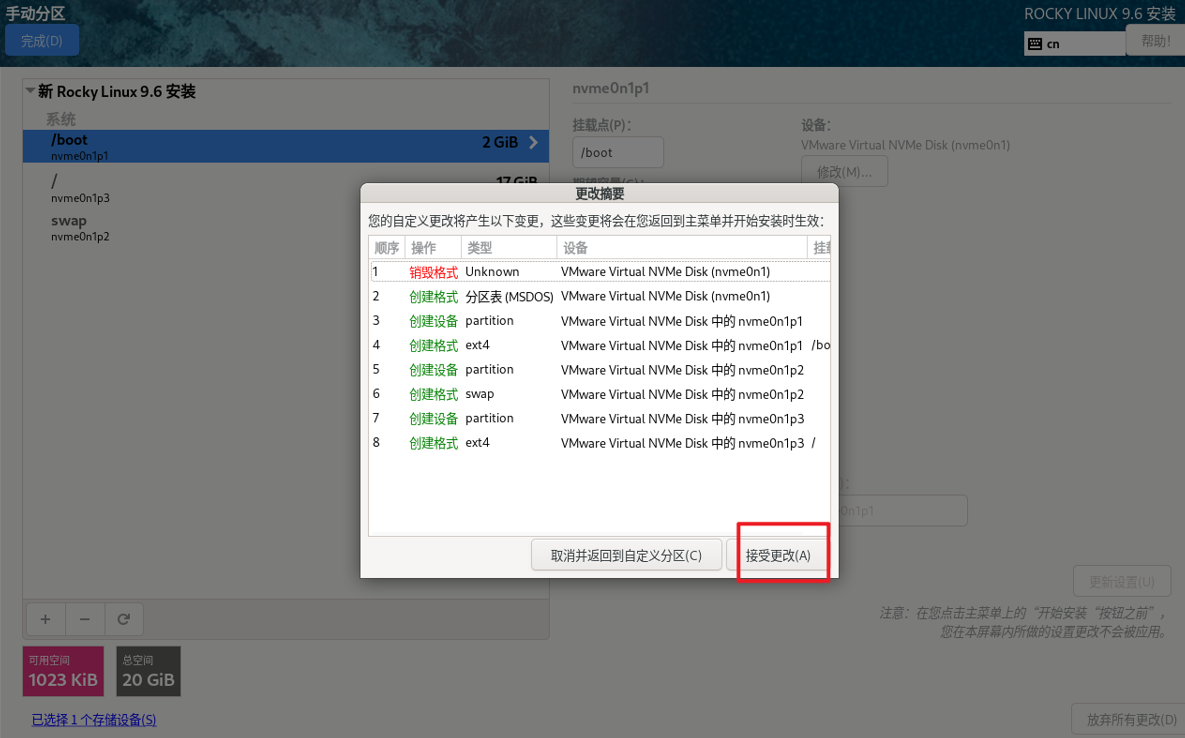 手动分区
ROCKY LINUX 9.6 安装
完成(D)
cn
帮助!
新 Rocky Linux 9.6 安装
系统
/boot
2 GiB
nvme0n1p1
/
17 GiB
nvme0n1p3
swap
nvme0n1p2
nvme0n1p1
挂载点(P):
设备:
/boot
VMware Virtual NVMe Disk (nvme0n1)
修改(M)...
更改摘要
您的自定义更改将产生以下变更，这些变更将会在您返回到主菜单并开始安装时生效：
顺序 操作 类型 设备
1 销毁格式 Unknown VMware Virtual NVMe Disk (nvme0n1)
2 创建格式 分区表 (MSDOS) VMware Virtual NVMe Disk (nvme0n1)
3 创建设备 partition VMware Virtual NVMe Disk 中的 nvme0n1p1
4 创建格式 ext4 VMware Virtual NVMe Disk 中的 nvme0n1p1 /bo
5 创建设备 partition VMware Virtual NVMe Disk 中的 nvme0n1p2
6 创建格式 swap VMware Virtual NVMe Disk 中的 nvme0n1p2
7 创建设备 partition VMware Virtual NVMe Disk 中的 nvme0n1p3
8 创建格式 ext4 VMware Virtual NVMe Disk 中的 nvme0n1p3 /
0n1p1
取消并返回到自定义分区(C)
接受更改(A)
更新设置(U)
注意：在您点击主菜单上的“开始安装“按钮之前”，
您在本屏幕内所做的设置更改不会被应用。
可用空间
1023 KiB
总空间
20 GiB
已选择 1 个存储设备(S)
放弃所有更改(D)